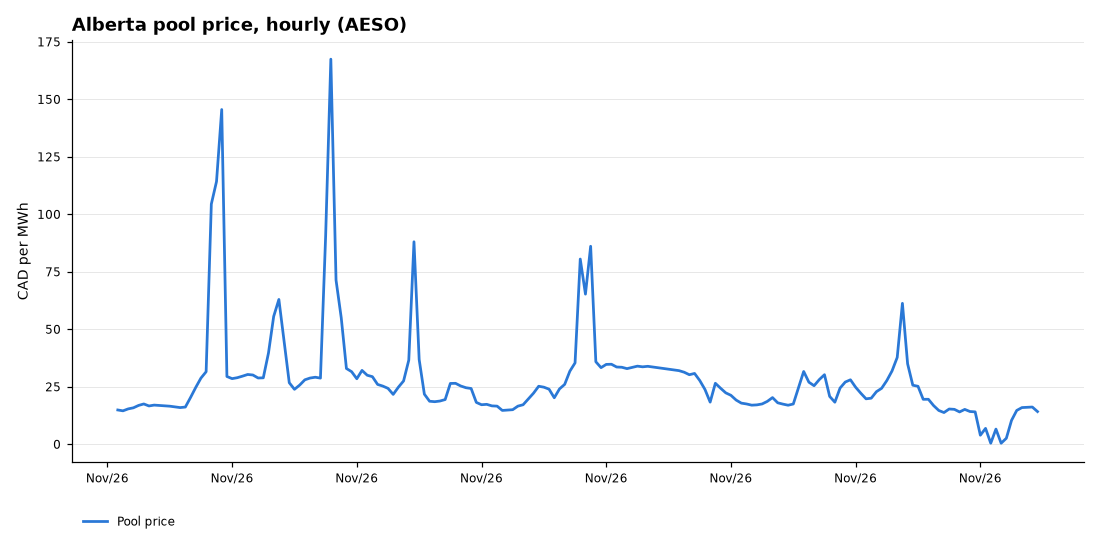 Alberta pool price, hourly (AESO)
CAD per MWh
175
150
125
100
75
50
25
0
Nov/26 Nov/26 Nov/26 Nov/26 Nov/26 Nov/26 Nov/26 Nov/26
Pool price